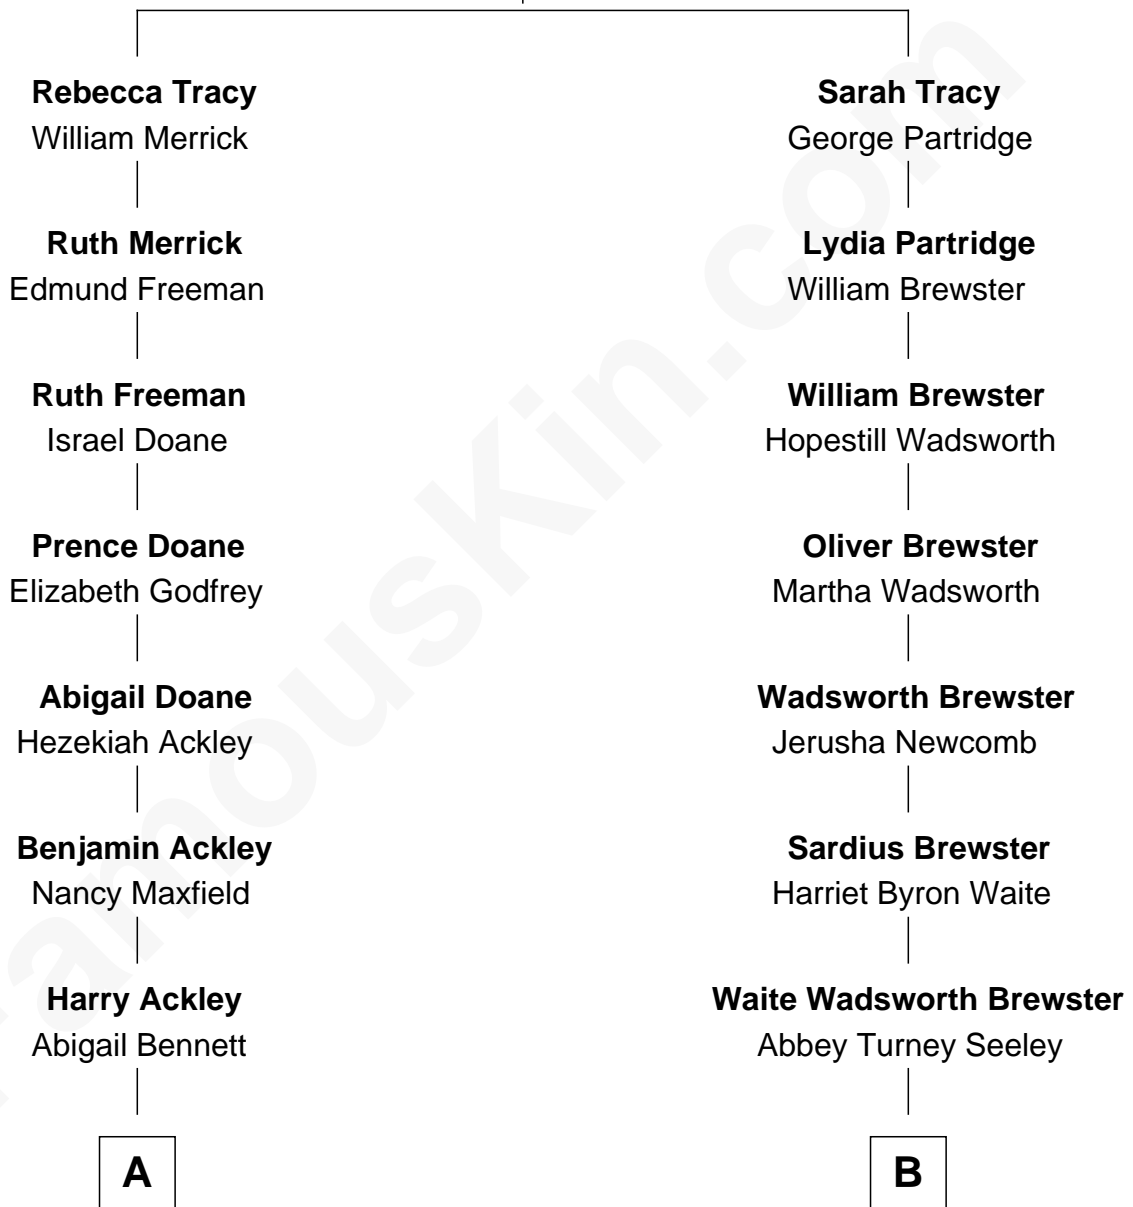 Rebecca Tracy
William Merrick
Sarah Tracy
George Partridge
Ruth Merrick
Edmund Freeman
Lydia Partridge
William Brewster
Ruth Freeman
Israel Doane
William Brewster
Hopestill Wadsworth
Prence Doane
Elizabeth Godfrey
Oliver Brewster
Martha Wadsworth
Abigail Doane
Hezekiah Ackley
Wadsworth Brewster
Jerusha Newcomb
Benjamin Ackley
Nancy Maxfield
Sardius Brewster
Harriet Byron Waite
Harry Ackley
Abigail Bennett
Waite Wadsworth Brewster
Abbey Turney Seeley
A
B
FamousKin.com